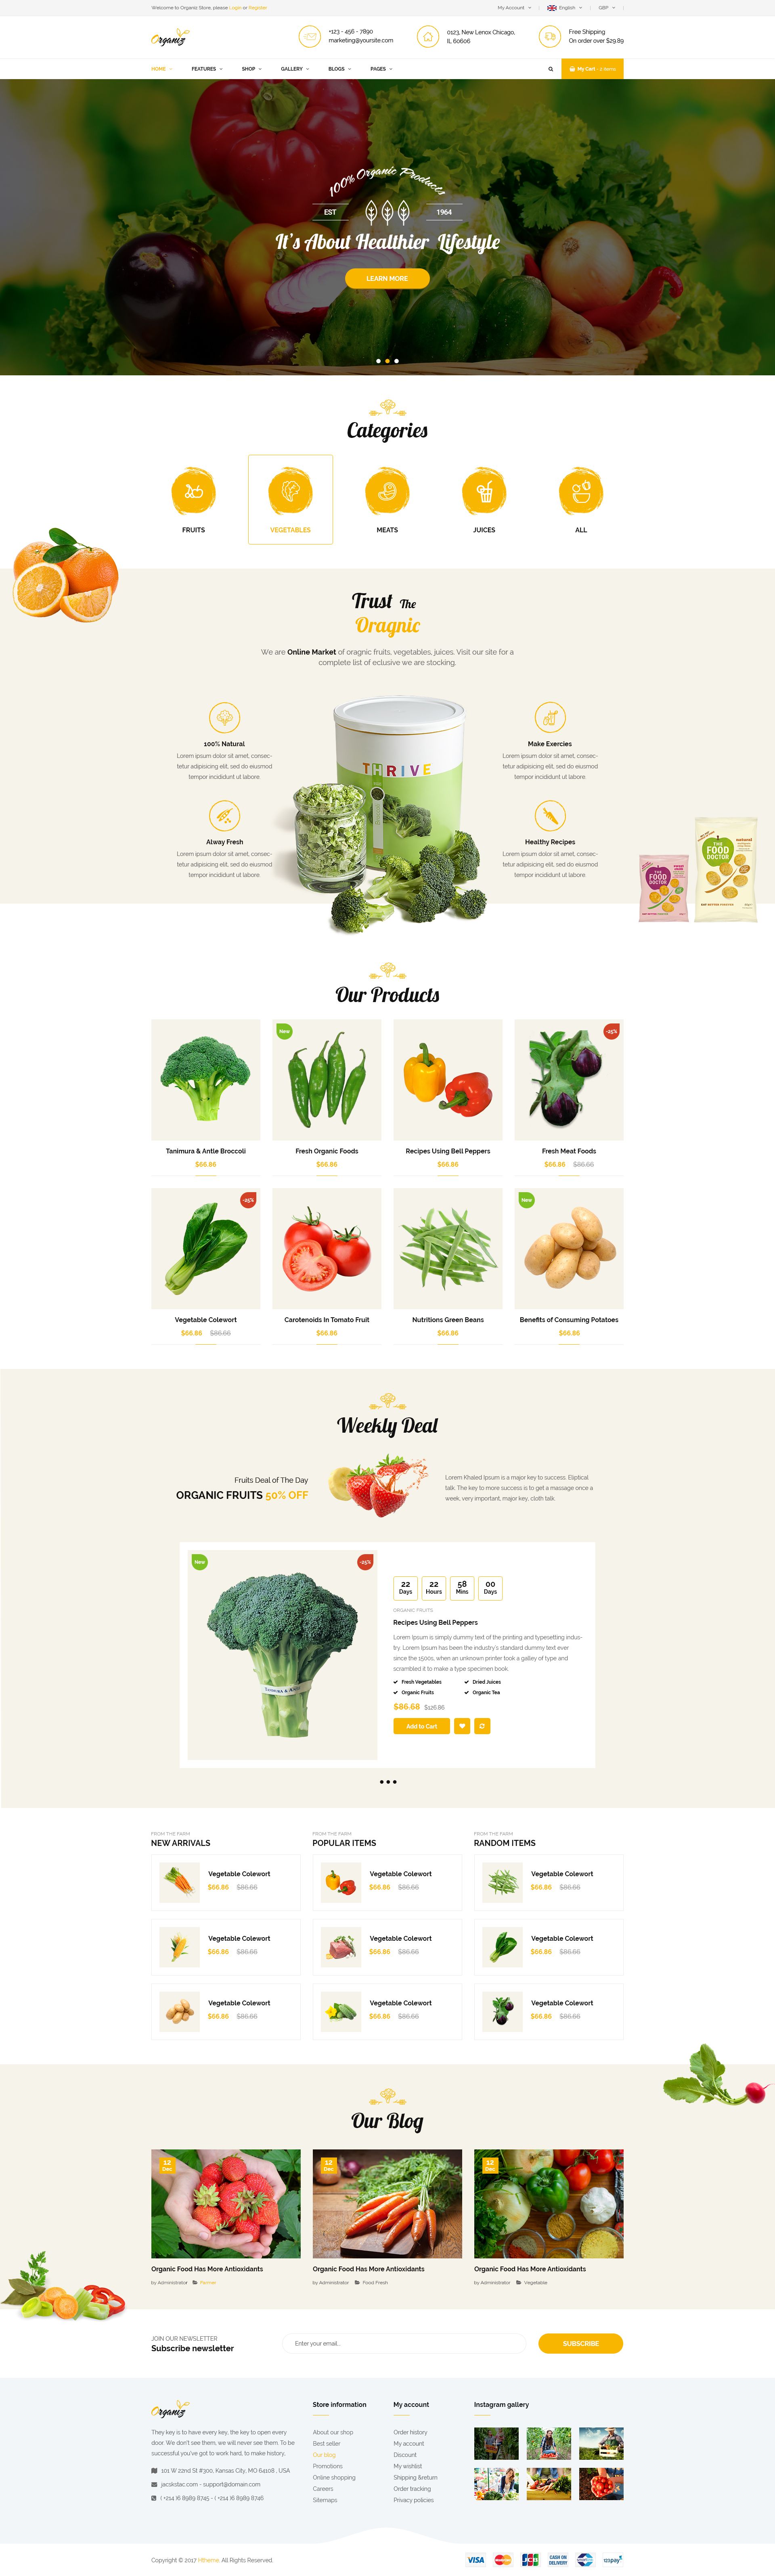 Welcome to Organic Store, please Login or Register
My Account
English
GBP
Organiz
+123 - 456 - 7890
marketing@yoursite.com
0123, New Lenox Chicago,
IL 60606
Free Shipping
On order over $29.89
HOME
FEATURES
SHOP
GALLERY
BLOGS
PAGES
My Cart
100% Organic Products
EST
1964
It's About Healthier Lifestyle
LEARN MORE
Categories
FRUITS
VEGETABLES
MEATS
JUICES
ALL
Trust The
Oragnic
We are Online Market of oragnic fruits, vegetables, juices. Visit our site for a
complete list of eclusive we are stocking.
100% Natural
Lorem ipsum dolor sit amet, consec-
tetur adipisicing elit, sed do eiusmod
tempor incididunt ut labore.
Make Exercies
Lorem ipsum dolor sit amet, consec-
tetur adipisicing elit, sed do eiusmod
tempor incididunt ut labore.
THRIVE
Alway Fresh
Lorem ipsum dolor sit amet, consec-
tetur adipisicing elit, sed do eiusmod
tempor incididunt ut labore.
Healthy Recipes
Lorem ipsum dolor sit amet, consec-
tetur adipisicing elit, sed do eiusmod
tempor incididunt ut labore.
THE
FOOD
DOCTOR
THE
FOOD
DOCTOR
natural
Our Products
New
-25%
Tanimura & Antle Broccoli
$66.86
Fresh Organic Foods
$66.86
Recipes Using Bell Peppers
$66.86
Fresh Meat Foods
$66.86 $86.66
-25%
New
Vegetable Colewort
$66.86 $86.66
Carotenoids In Tomato Fruit
$66.86
Nutritions Green Beans
$66.86
Benefits of Consuming Potatoes
$66.86
Weekly Deal
Fruits Deal of The Day
ORGANIC FRUITS 50% OFF
Lorem Khaled Ipsum is a major key to success. Eliptical
talk. The key to more success is to get a massage once a
week, very important, major key, cloth talk.
New
-25%
TANIMURA & ANTLE
22 Days
22 Hours
58 Mins
00 Days
ORGANIC FRUITS
Recipes Using Bell Peppers
Lorem Ipsum is simply dummy text of the printing and typesetting indus-
try. Lorem Ipsum has been the industry's standard dummy text ever
since the 1500s, when an unknown printer took a galley of type and
scrambled it to make a type specimen book.
Fresh Vegetables
Dried Juices
Organic Fruits
Organic Tea
$86.68 $126.86
Add to Cart
FROM THE FARM
NEW ARRIVALS
Vegetable Colewort
$66.86 $86.66
Vegetable Colewort
$66.86 $86.66
Vegetable Colewort
$66.86 $86.66
FROM THE FARM
POPULAR ITEMS
Vegetable Colewort
$66.86 $86.66
Vegetable Colewort
$66.86 $86.66
Vegetable Colewort
$66.86 $86.66
FROM THE FARM
RANDOM ITEMS
Vegetable Colewort
$66.86 $86.66
Vegetable Colewort
$66.86 $86.66
Vegetable Colewort
$66.86 $86.66
Our Blog
12
Dec
Organic Food Has More Antioxidants
by Administrator
12
Dec
Organic Food Has More Antioxidants
by Administrator Food Fresh
12
Dec
Organic Food Has More Antioxidants
by Administrator Vegetable
JOIN OUR NEWSLETTER
Subscribe newsletter
Enter your email...
SUBSCRIBE
Organiz
They key is to have every key, the key to open every
door. We don't see them, we will never see them. To be
successful you've got to work hard, to make history.
101 W 22nd St #300, Kansas City, MO 64108 , USA
jacskstac.com - support@domain.com
( +214 )6 8989 8745 - ( +214 )6 8989 8746
Store information
About our shop
Best seller
Our blog
Promotions
Online shopping
Careers
Sitemaps
My account
Order history
My account
Discount
My wishlist
Shipping &return
Order tracking
Privacy policies
Instagram gallery
Copyright © 2017 Htheme. All Rights Reserved.
VISA
MasterCard
JCB
CASH ON
DELIVERY
123pay